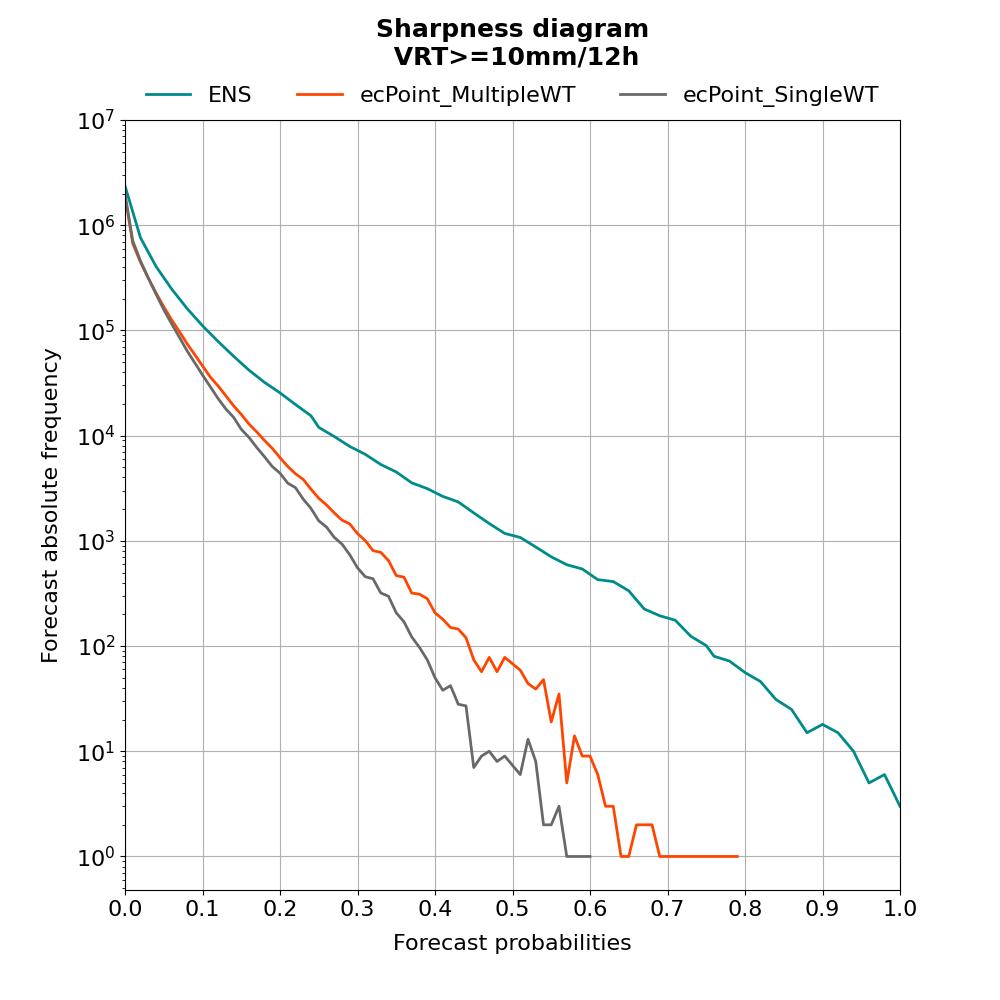 Sharpness diagram
VRT>=10mm/12h
ENS ecPoint_MultipleWT ecPoint_SingleWT
10^7
10^6
10^5
10^4
10^3
10^2
10^1
10^0
Forecast absolute frequency
0.0 0.1 0.2 0.3 0.4 0.5 0.6 0.7 0.8 0.9 1.0
Forecast probabilities